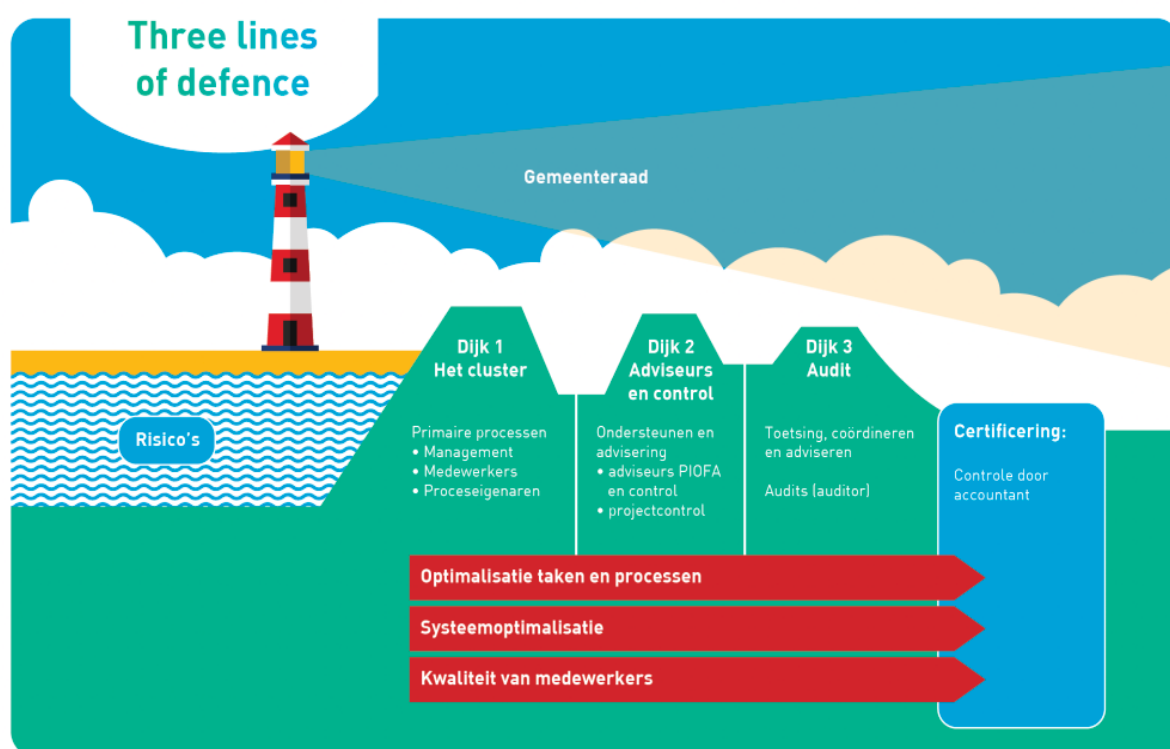 Three lines
of defence
Gemeenteraad
Risico's
Dijk 1
Het cluster
Primaire processen
• Management
• Medewerkers
• Proceseigenaren
Dijk 2
Adviseurs
en control
Ondersteunen en
advisering
• adviseurs PIOFA
en control
• projectcontrol
Dijk 3
Audit
Toetsing, coördineren
en adviseren
Audits (auditor)
Certificering:
Controle door
accountant
Optimalisatie taken en processen
Systeemoptimalisatie
Kwaliteit van medewerkers